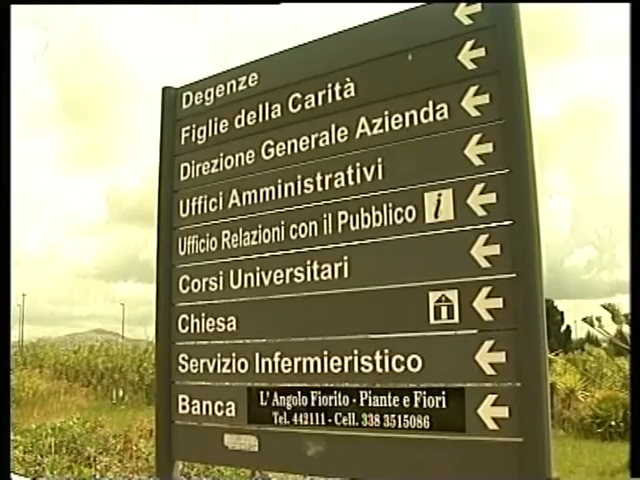 Degenze
Figlie della Carità
Direzione Generale Azienda
Uffici Amministrativi
Ufficio Relazioni con il Pubblico i
Corsi Universitari
Chiesa
Servizio Infermieristico
Banca
L'Angolo Fiorito - Piante e Fiori
Tel. 442111 - Cell. 338 3515086